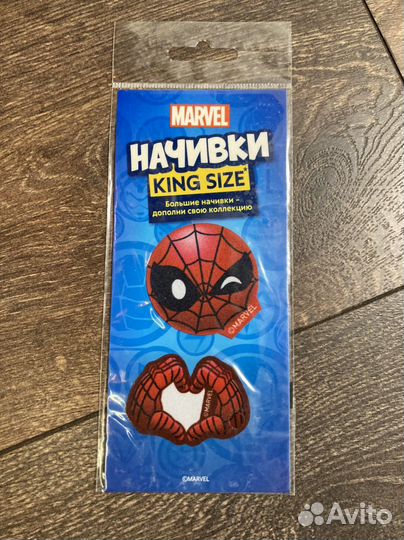 MARVEL
НАЧИВКИ
KING SIZE*
Большие начивки –
дополни свою коллекцию
©MARVEL
©MARVEL
©MARVEL
Avito